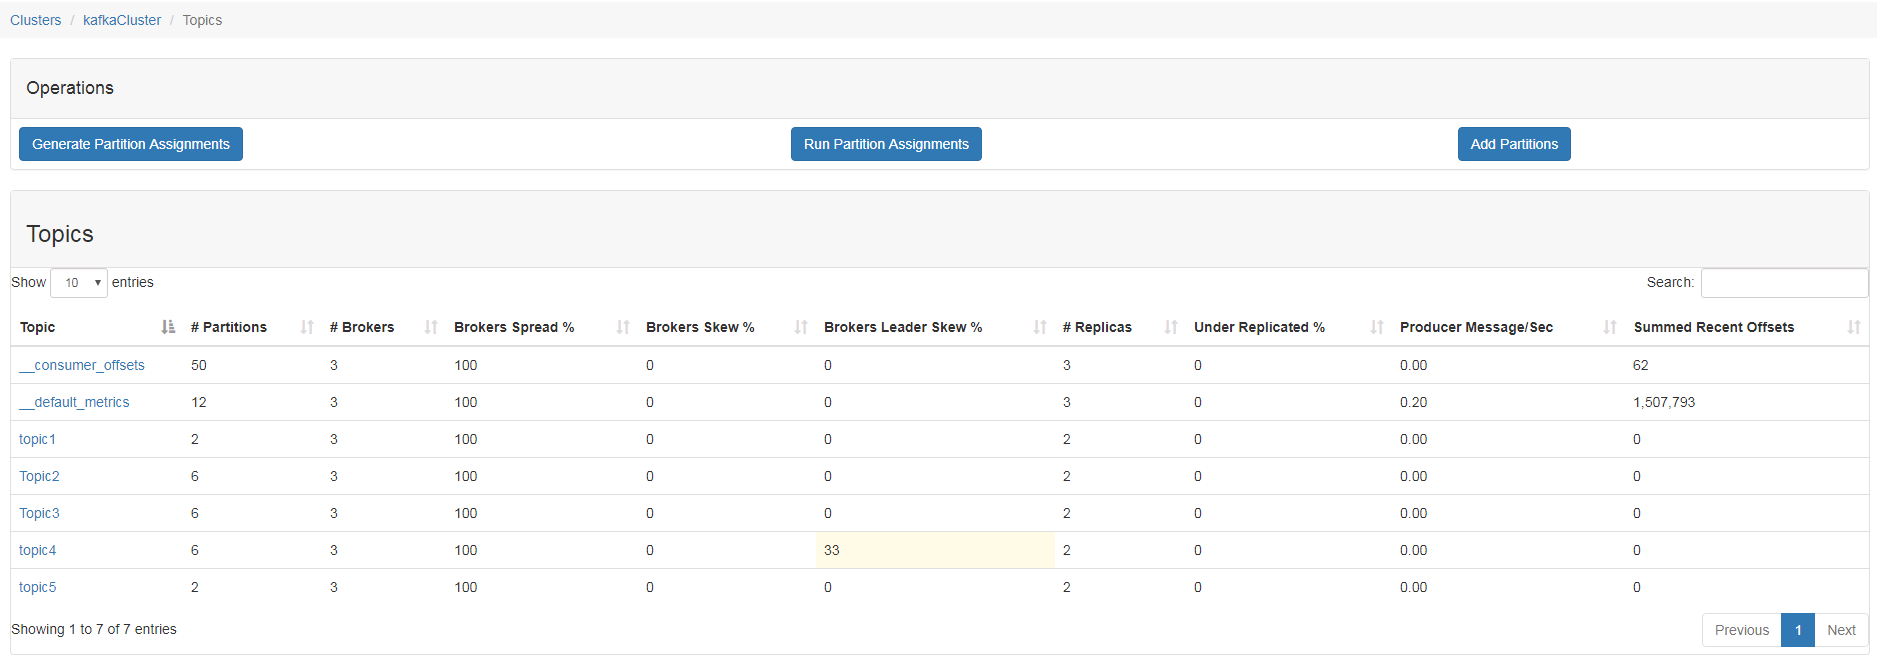 Clusters / kafkaCluster / Topics
Operations
Generate Partition Assignments Run Partition Assignments Add Partitions
Topics
Show 10 entries Search:
Topic # Partitions # Brokers Brokers Spread % Brokers Skew % Brokers Leader Skew % # Replicas Under Replicated % Producer Message/Sec Summed Recent Offsets
__consumer_offsets 50 3 100 0 0 3 0 0.00 62
__default_metrics 12 3 100 0 0 3 0 0.20 1,507,793
topic1 2 3 100 0 0 2 0 0.00 0
Topic2 6 3 100 0 0 2 0 0.00 0
Topic3 6 3 100 0 0 2 0 0.00 0
topic4 6 3 100 0 33 2 0 0.00 0
topic5 2 3 100 0 0 2 0 0.00 0
Showing 1 to 7 of 7 entries Previous 1 Next